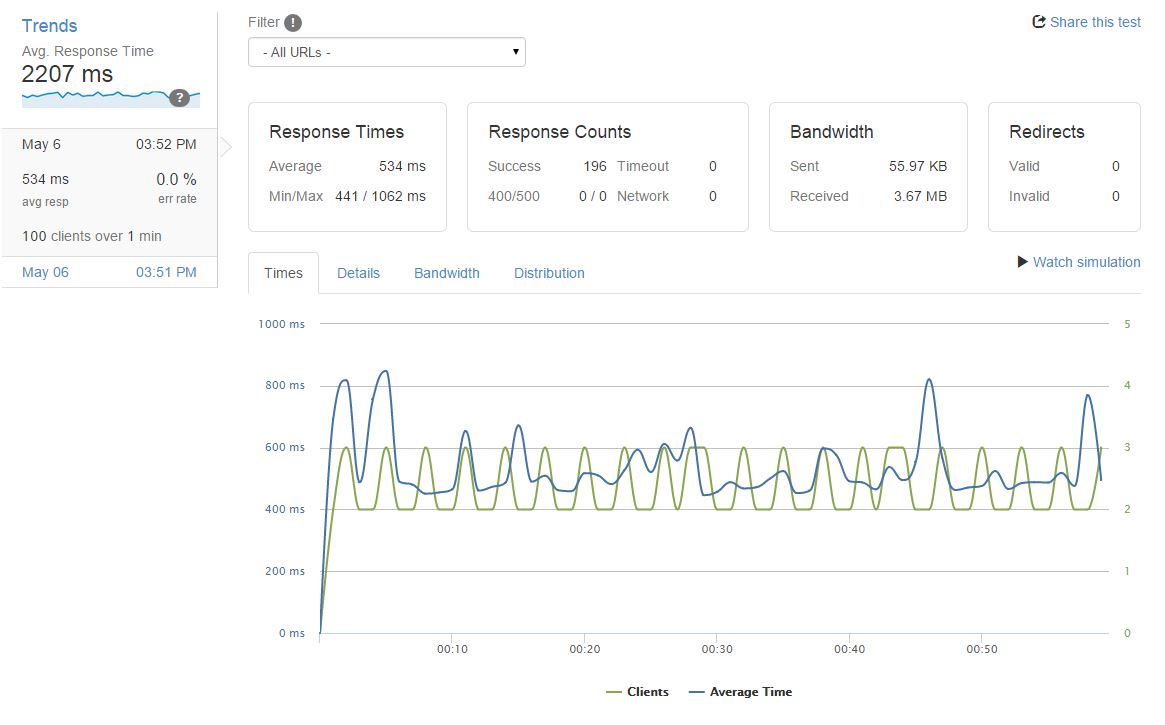 Trends
Avg. Response Time
2207 ms
?
May 6 03:52 PM
534 ms 0.0 %
avg resp err rate
100 clients over 1 min
May 06 03:51 PM
Filter !
- All URLs -
Share this test
Response Times
Average 534 ms
Min/Max 441 / 1062 ms
Response Counts
Success 196 Timeout 0
400/500 0 / 0 Network 0
Bandwidth
Sent 55.97 KB
Received 3.67 MB
Redirects
Valid 0
Invalid 0
Times Details Bandwidth Distribution
Watch simulation
1000 ms 5
800 ms 4
600 ms 3
400 ms 2
200 ms 1
0 ms 0
00:10 00:20 00:30 00:40 00:50
Clients Average Time